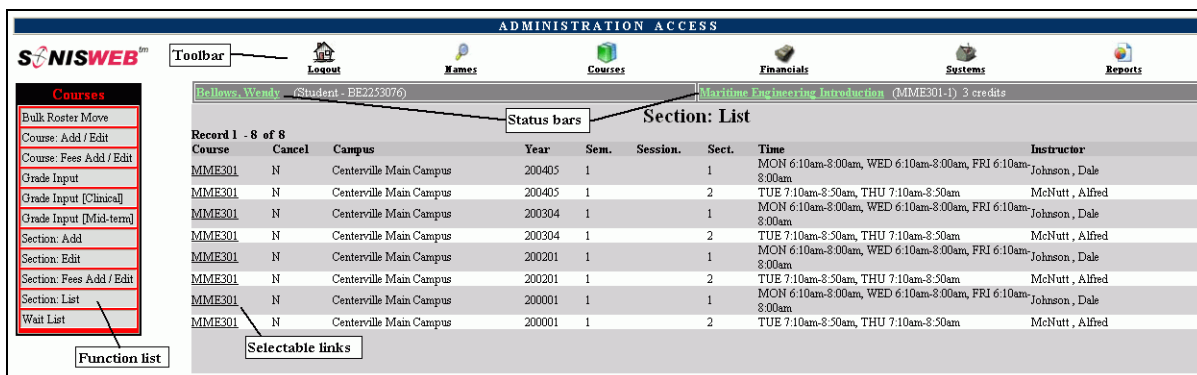 ADMINISTRATION ACCESS
SONISWEB tm
Toolbar
Logout Names Courses Financials Systems Reports
Courses
Bulk Roster Move
Course: Add / Edit
Course: Fees Add / Edit
Grade Input
Grade Input [Clinical]
Grade Input [Mid-term]
Section: Add
Section: Edit
Section: Fees Add / Edit
Section: List
Wait List
Function list
Bellows, Wendy (Student - BE2253076) Maritime Engineering Introduction (MME301-1) 3 credits
Status bars
Section: List
Record 1 - 8 of 8
Course Cancel Campus Year Sem. Session. Sect. Time Instructor
MME301 N Centerville Main Campus 200405 1 1 MON 6:10am-8:00am, WED 6:10am-8:00am, FRI 6:10am-
8:00am Johnson , Dale
MME301 N Centerville Main Campus 200405 1 2 TUE 7:10am-8:50am, THU 7:10am-8:50am McNutt , Alfred
MME301 N Centerville Main Campus 200304 1 1 MON 6:10am-8:00am, WED 6:10am-8:00am, FRI 6:10am-
8:00am Johnson , Dale
MME301 N Centerville Main Campus 200304 1 2 TUE 7:10am-8:50am, THU 7:10am-8:50am McNutt , Alfred
MME301 N Centerville Main Campus 200201 1 1 MON 6:10am-8:00am, WED 6:10am-8:00am, FRI 6:10am-
8:00am Johnson , Dale
MME301 N Centerville Main Campus 200201 1 2 TUE 7:10am-8:50am, THU 7:10am-8:50am McNutt , Alfred
MME301 N Centerville Main Campus 200001 1 1 MON 6:10am-8:00am, WED 6:10am-8:00am, FRI 6:10am-
8:00am Johnson , Dale
MME301 N Centerville Main Campus 200001 1 2 TUE 7:10am-8:50am, THU 7:10am-8:50am McNutt , Alfred
Selectable links